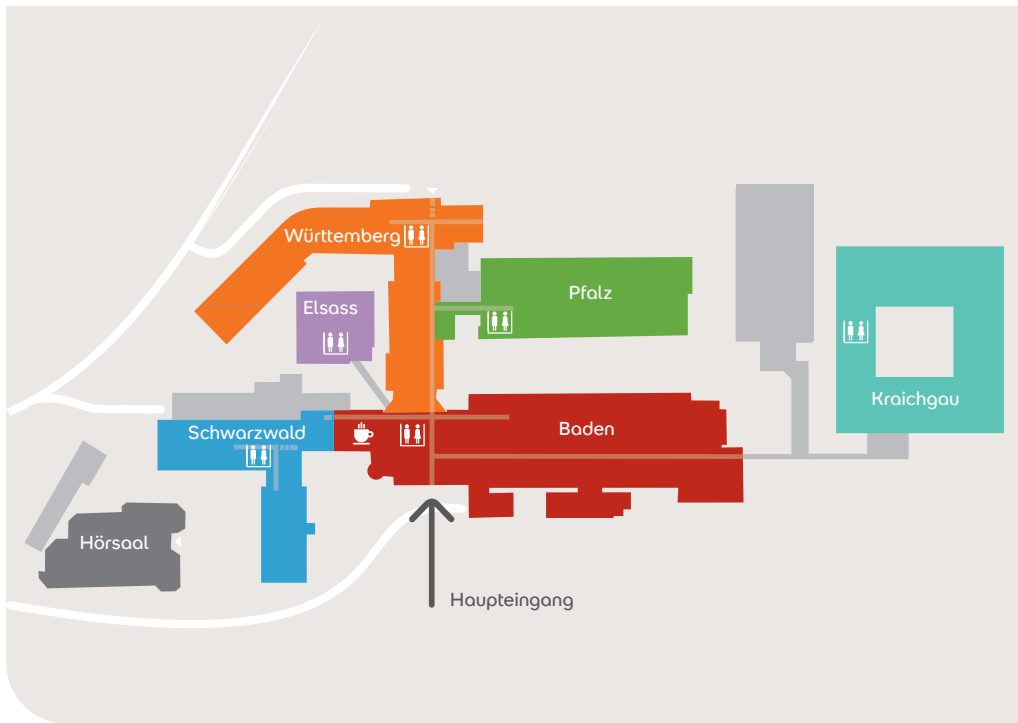 Württemberg
Elsass
Pfalz
Kraichgau
Schwarzwald
Baden
Hörsaal
Haupteingang